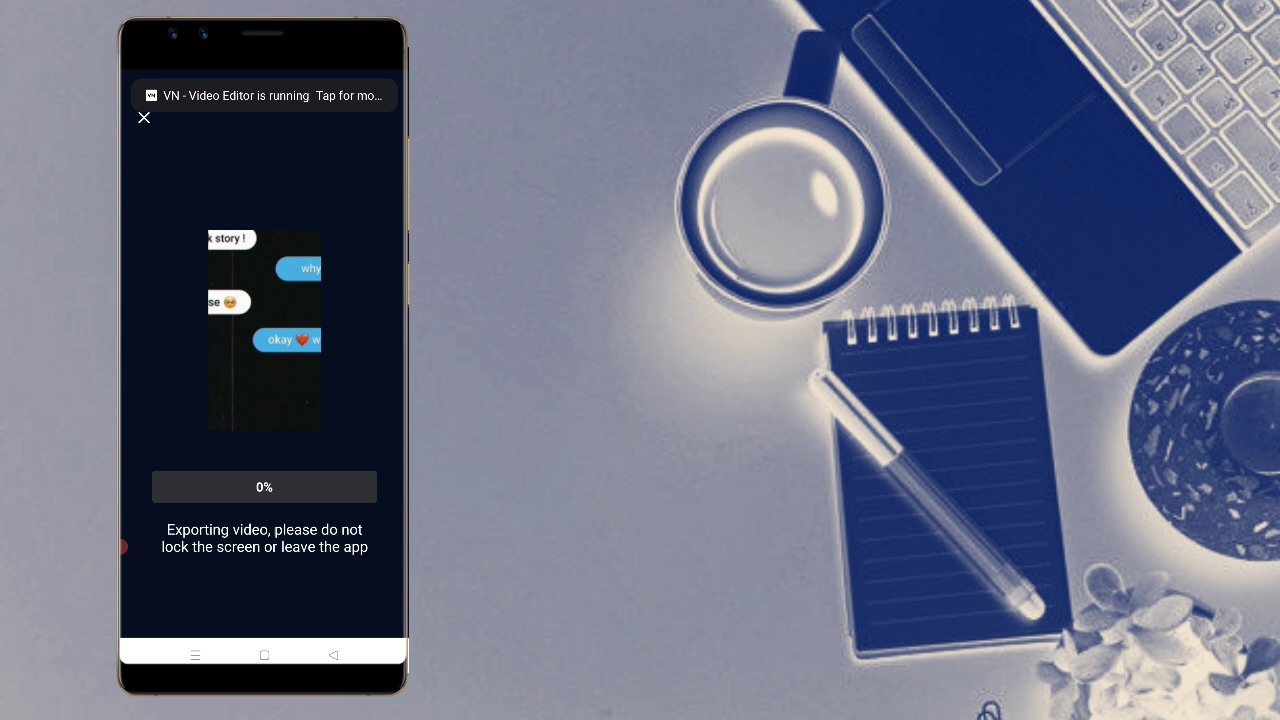 VN VN - Video Editor is running Tap for mo...
k story !
why
se 🥺
okay ❤️ w
0%
Exporting video, please do not
lock the screen or leave the app